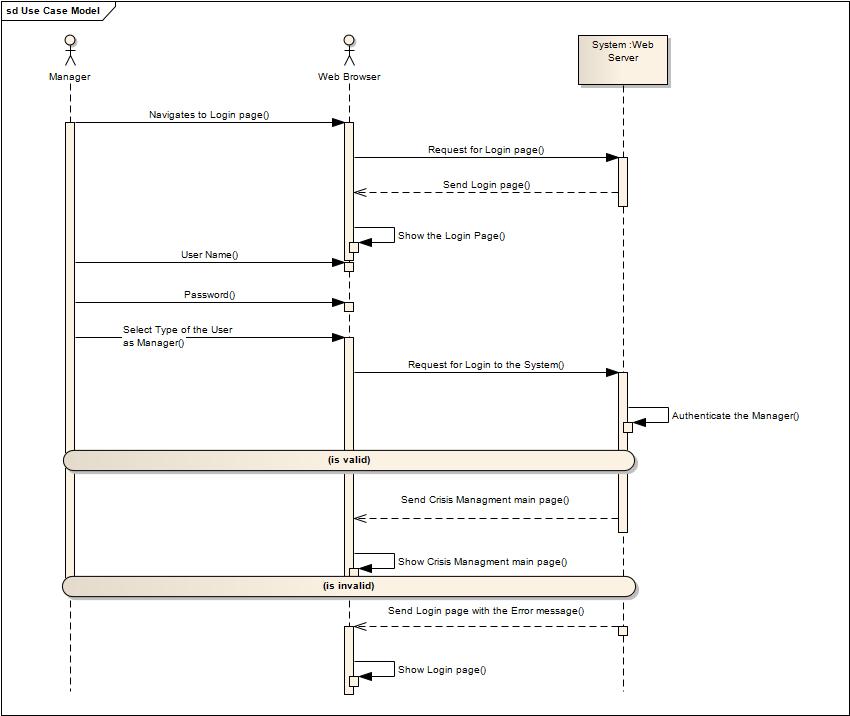 sd Use Case Model
Manager
Web Browser
System :Web
Server
Navigates to Login page()
Request for Login page()
Send Login page()
Show the Login Page()
User Name()
Password()
Select Type of the User
as Manager()
Request for Login to the System()
Authenticate the Manager()
(is valid)
Send Crisis Managment main page()
Show Crisis Managment main page()
(is invalid)
Send Login page with the Error message()
Show Login page()